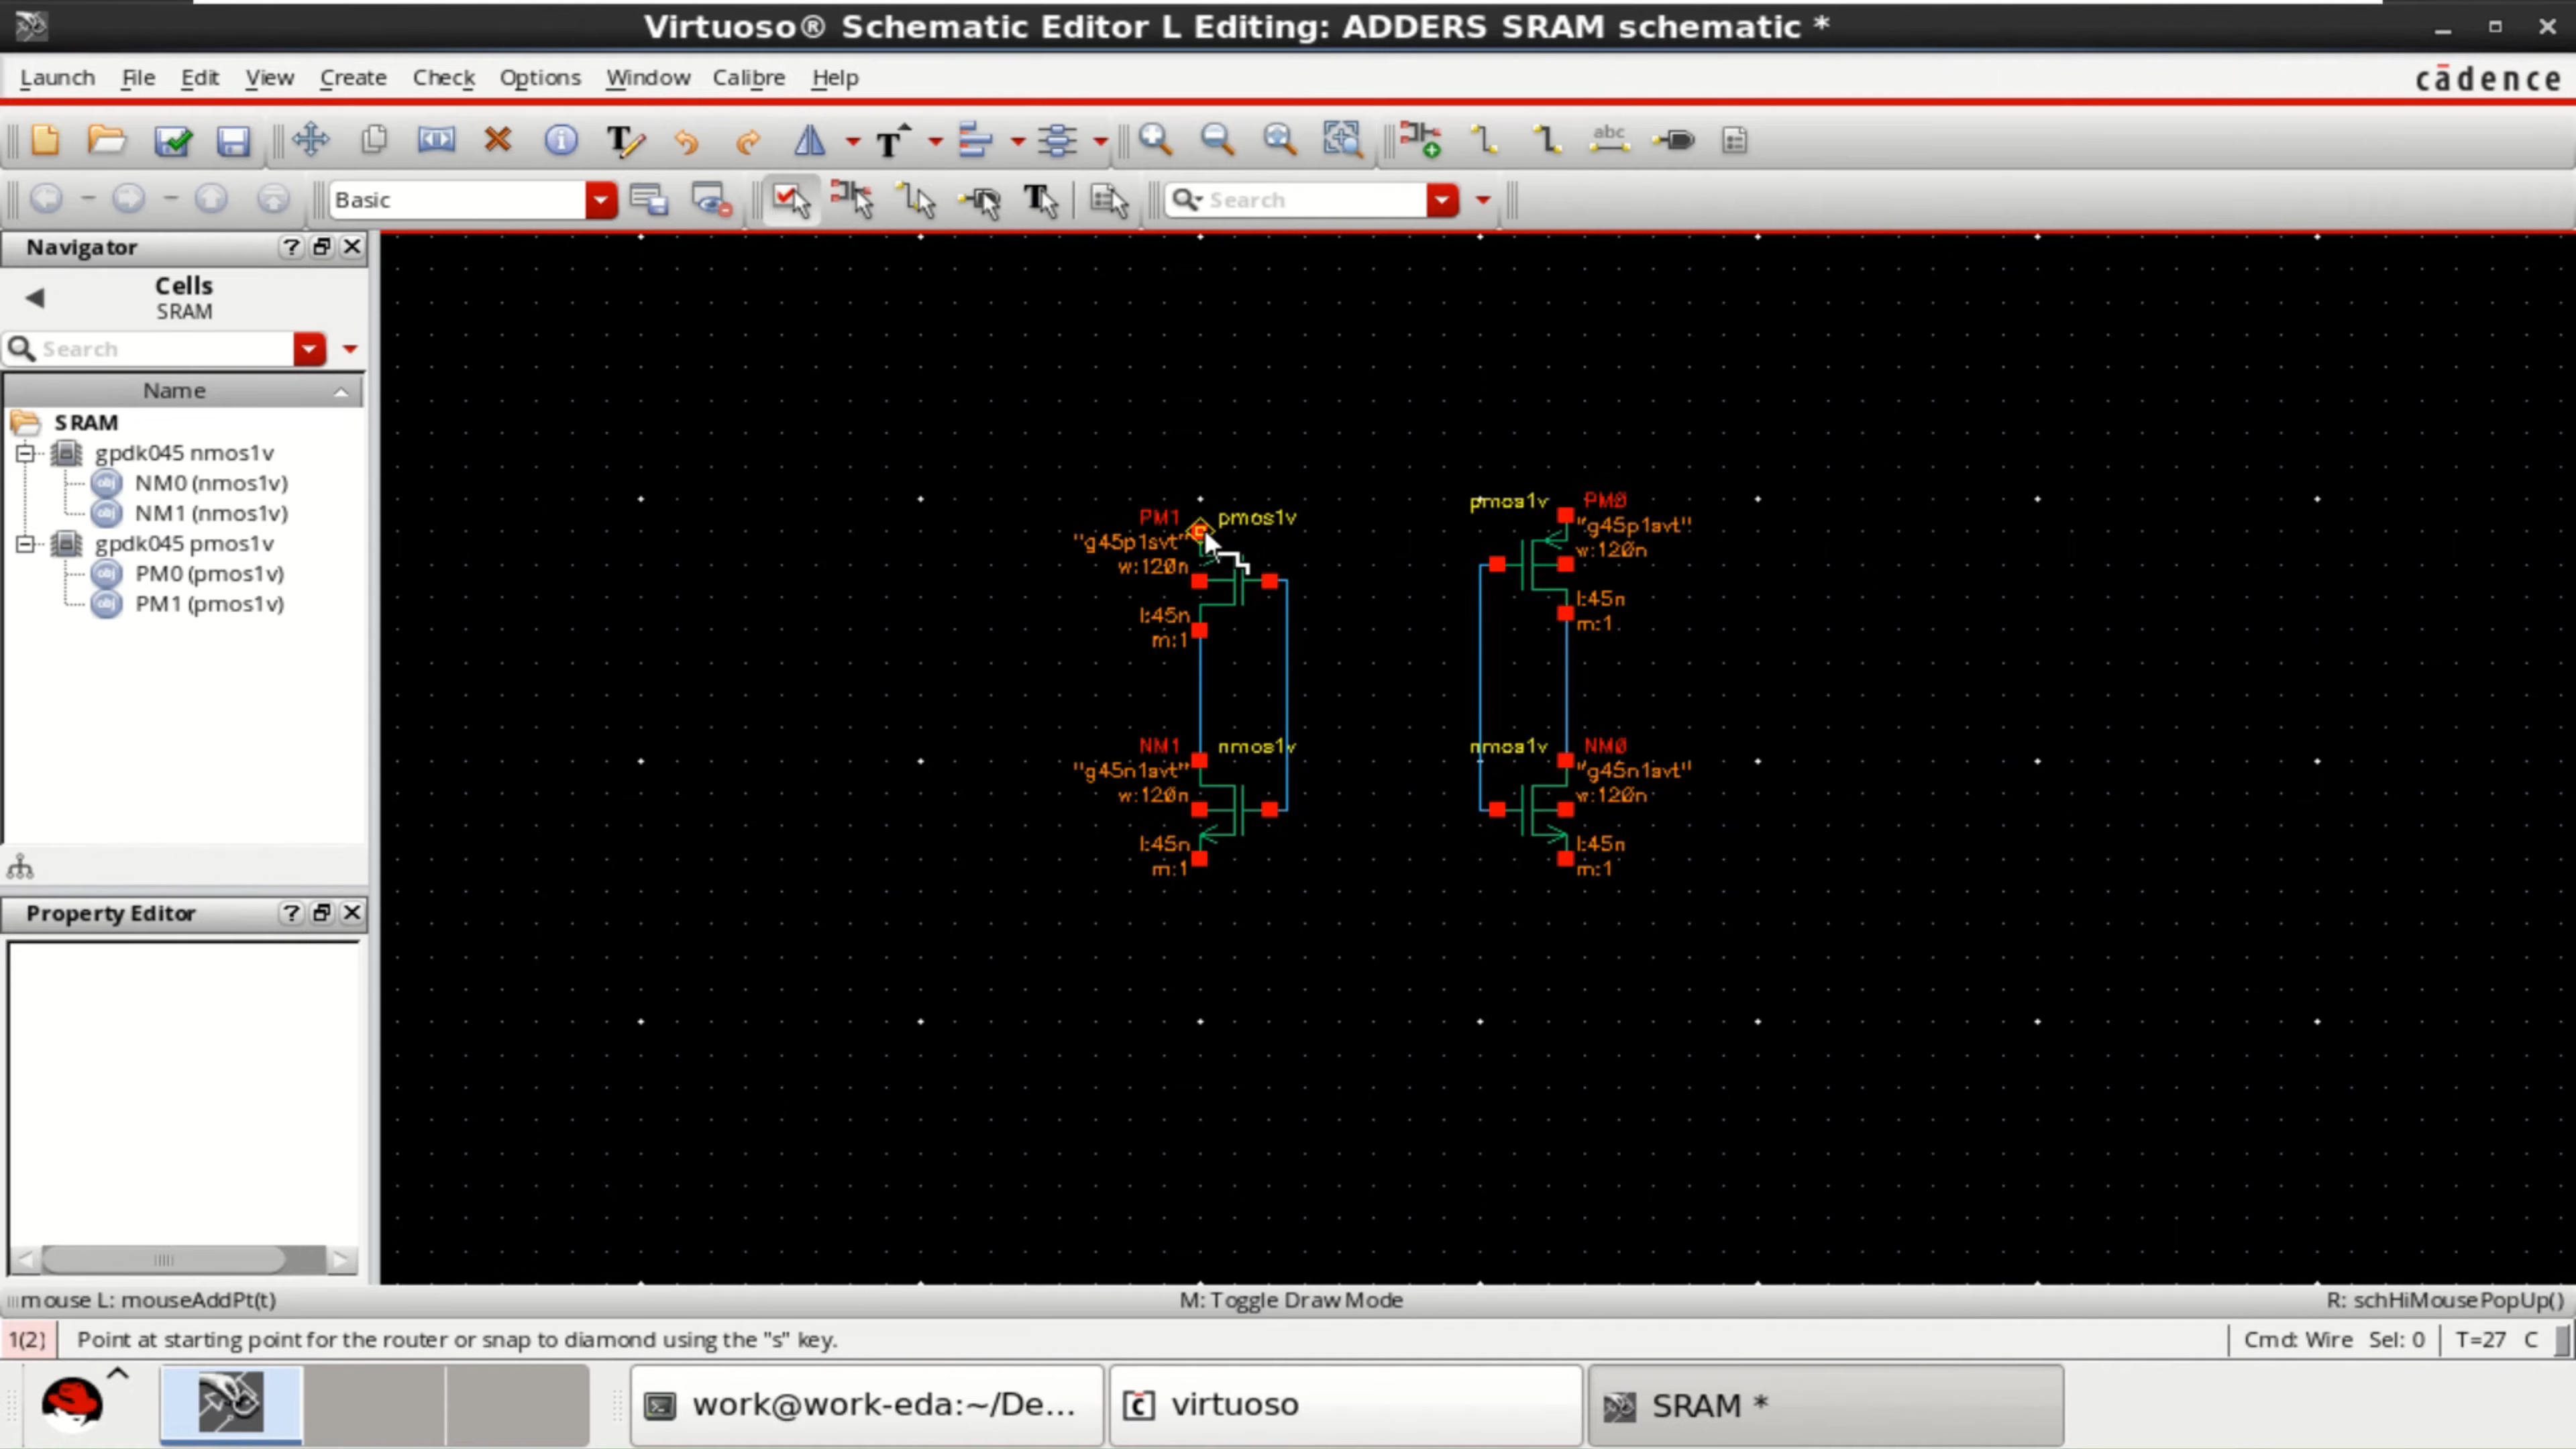 Virtuoso® Schematic Editor L Editing: ADDERS SRAM schematic *
Launch File Edit View Create Check Options Window Calibre Help
cādence
abc
Basic
Search
Navigator
Cells
SRAM
Search
Name
SRAM
gpdk045 nmos1v
NM0 (nmos1v)
NM1 (nmos1v)
gpdk045 pmos1v
PM0 (pmos1v)
PM1 (pmos1v)
PM1 pmos1v
"g45p1svt"
w:120n
l:45n
m:1
pmos1v PM0
"g45p1svt"
w:120n
l:45n
m:1
NM1 nmos1v
"g45n1svt"
w:120n
l:45n
m:1
nmos1v NM0
"g45n1svt"
w:120n
l:45n
m:1
Property Editor
mouse L: mouseAddPt(t) M: Toggle Draw Mode R: schHiMousePopUp()
1(2) Point at starting point for the router or snap to diamond using the "s" key. Cmd: Wire Sel: 0 T=27 C
work@work-eda:~/De... virtuoso SRAM *